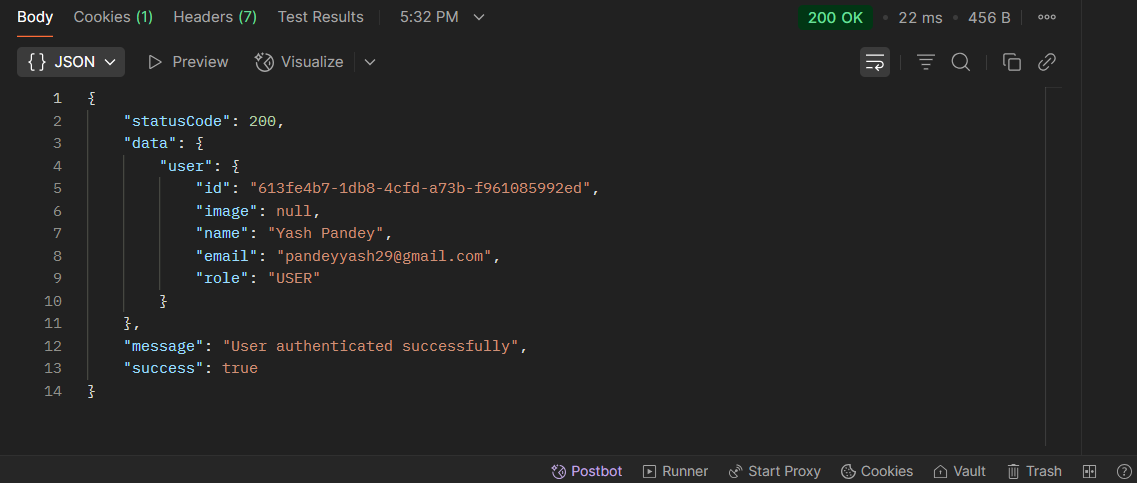 Body Cookies (1) Headers (7) Test Results 5:32 PM 200 OK 22 ms 456 B
{} JSON Preview Visualize
1 {
2 "statusCode": 200,
3 "data": {
4 "user": {
5 "id": "613fe4b7-1db8-4cfd-a73b-f961085992ed",
6 "image": null,
7 "name": "Yash Pandey",
8 "email": "pandeyyash29@gmail.com",
9 "role": "USER"
10 }
11 },
12 "message": "User authenticated successfully",
13 "success": true
14 }
Postbot Runner Start Proxy Cookies Vault Trash